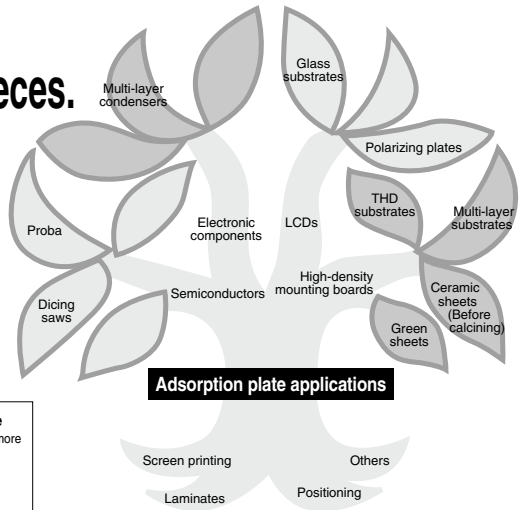 eces.
Multi-layer
condensers
Glass
substrates
Polarizing plates
THD
substrates
Multi-layer
substrates
Proba
Electronic
components
LCDs
Dicing
saws
Semiconductors
High-density
mounting boards
Ceramic
sheets
(Before
calcining)
Green
sheets
Adsorption plate applications
e
more
Screen printing
Others
Laminates
Positioning